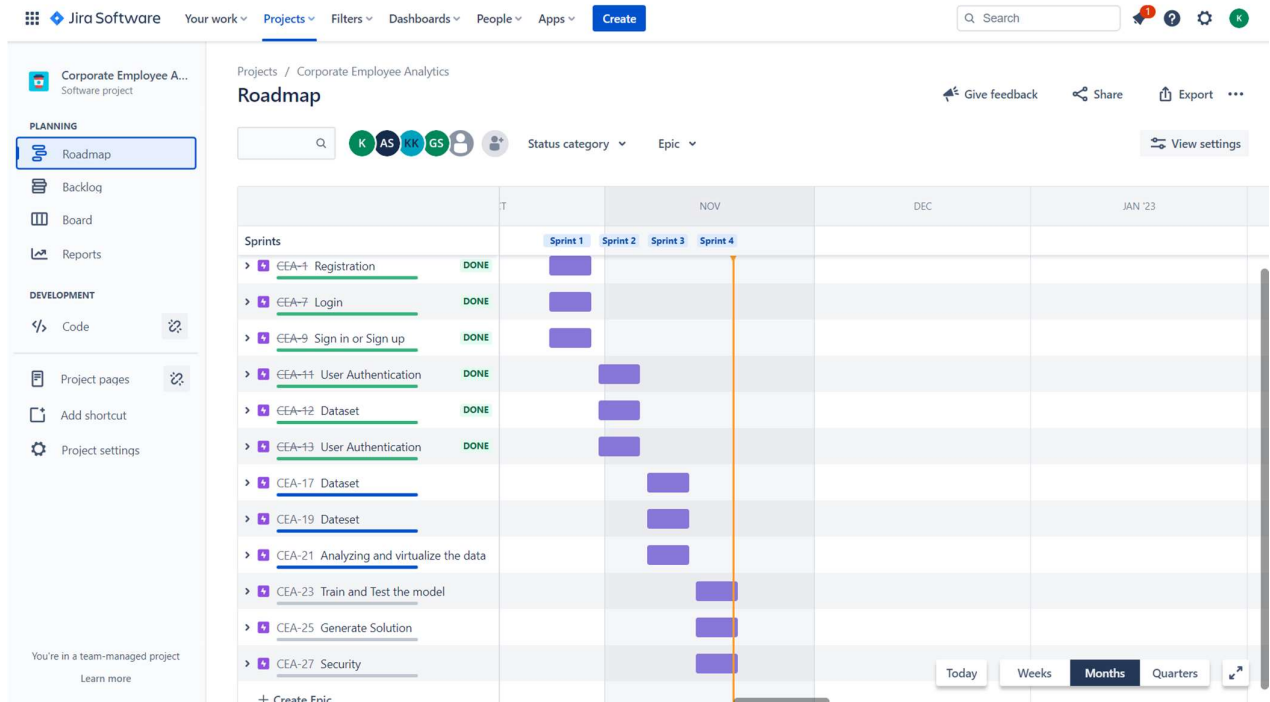 Jira Software Your work Projects Filters Dashboards People Apps Create Search 1 K
Corporate Employee A...
Software project
PLANNING
Roadmap
Backlog
Board
Reports
DEVELOPMENT
Code
Project pages
Add shortcut
Project settings
You're in a team-managed project
Learn more
Projects / Corporate Employee Analytics
Roadmap
Give feedback Share Export
K AS KK GS Status category Epic View settings
T NOV DEC JAN '23
Sprints Sprint 1 Sprint 2 Sprint 3 Sprint 4
CEA-1 Registration DONE
CEA-7 Login DONE
CEA-9 Sign in or Sign up DONE
CEA-11 User Authentication DONE
CEA-12 Dataset DONE
CEA-13 User Authentication DONE
CEA-17 Dataset
CEA-19 Dateset
CEA-21 Analyzing and virtualize the data
CEA-23 Train and Test the model
CEA-25 Generate Solution
CEA-27 Security
+ Create Epic
Today Weeks Months Quarters